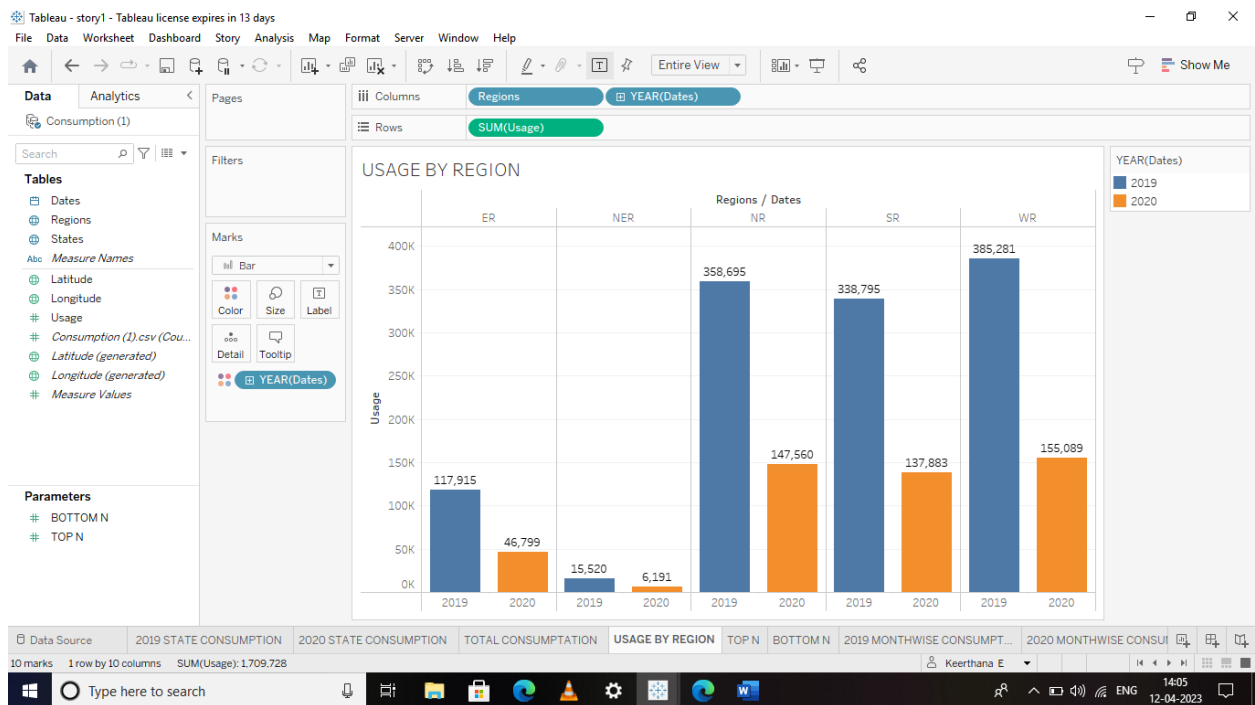 Tableau - story1 - Tableau license expires in 13 days
File Data Worksheet Dashboard Story Analysis Map Format Server Window Help
Entire View
Show Me
Data
Analytics
Consumption (1)
Search
Tables
Dates
Regions
States
Abc Measure Names
Latitude
Longitude
# Usage
# Consumption (1).csv (Cou...
Latitude (generated)
Longitude (generated)
# Measure Values
Parameters
# BOTTOM N
# TOP N
Pages
Filters
Marks
Bar
Color Size Label
Detail Tooltip
YEAR(Dates)
Columns
Regions
YEAR(Dates)
Rows
SUM(Usage)
USAGE BY REGION
Regions / Dates
ER NER NR SR WR
Usage
400K
350K
300K
250K
200K
150K
100K
50K
0K
117,915
46,799
15,520
6,191
358,695
147,560
338,795
137,883
385,281
155,089
2019 2020 2019 2020 2019 2020 2019 2020 2019 2020
YEAR(Dates)
2019
2020
Data Source 2019 STATE CONSUMPTION 2020 STATE CONSUMPTION TOTAL CONSUMPTATION USAGE BY REGION TOP N BOTTOM N 2019 MONTHWISE CONSUMPT... 2020 MONTHWISE CONSU
10 marks 1 row by 10 columns SUM(Usage): 1,709,728
Keerthana E
Type here to search
ENG
14:05
12-04-2023